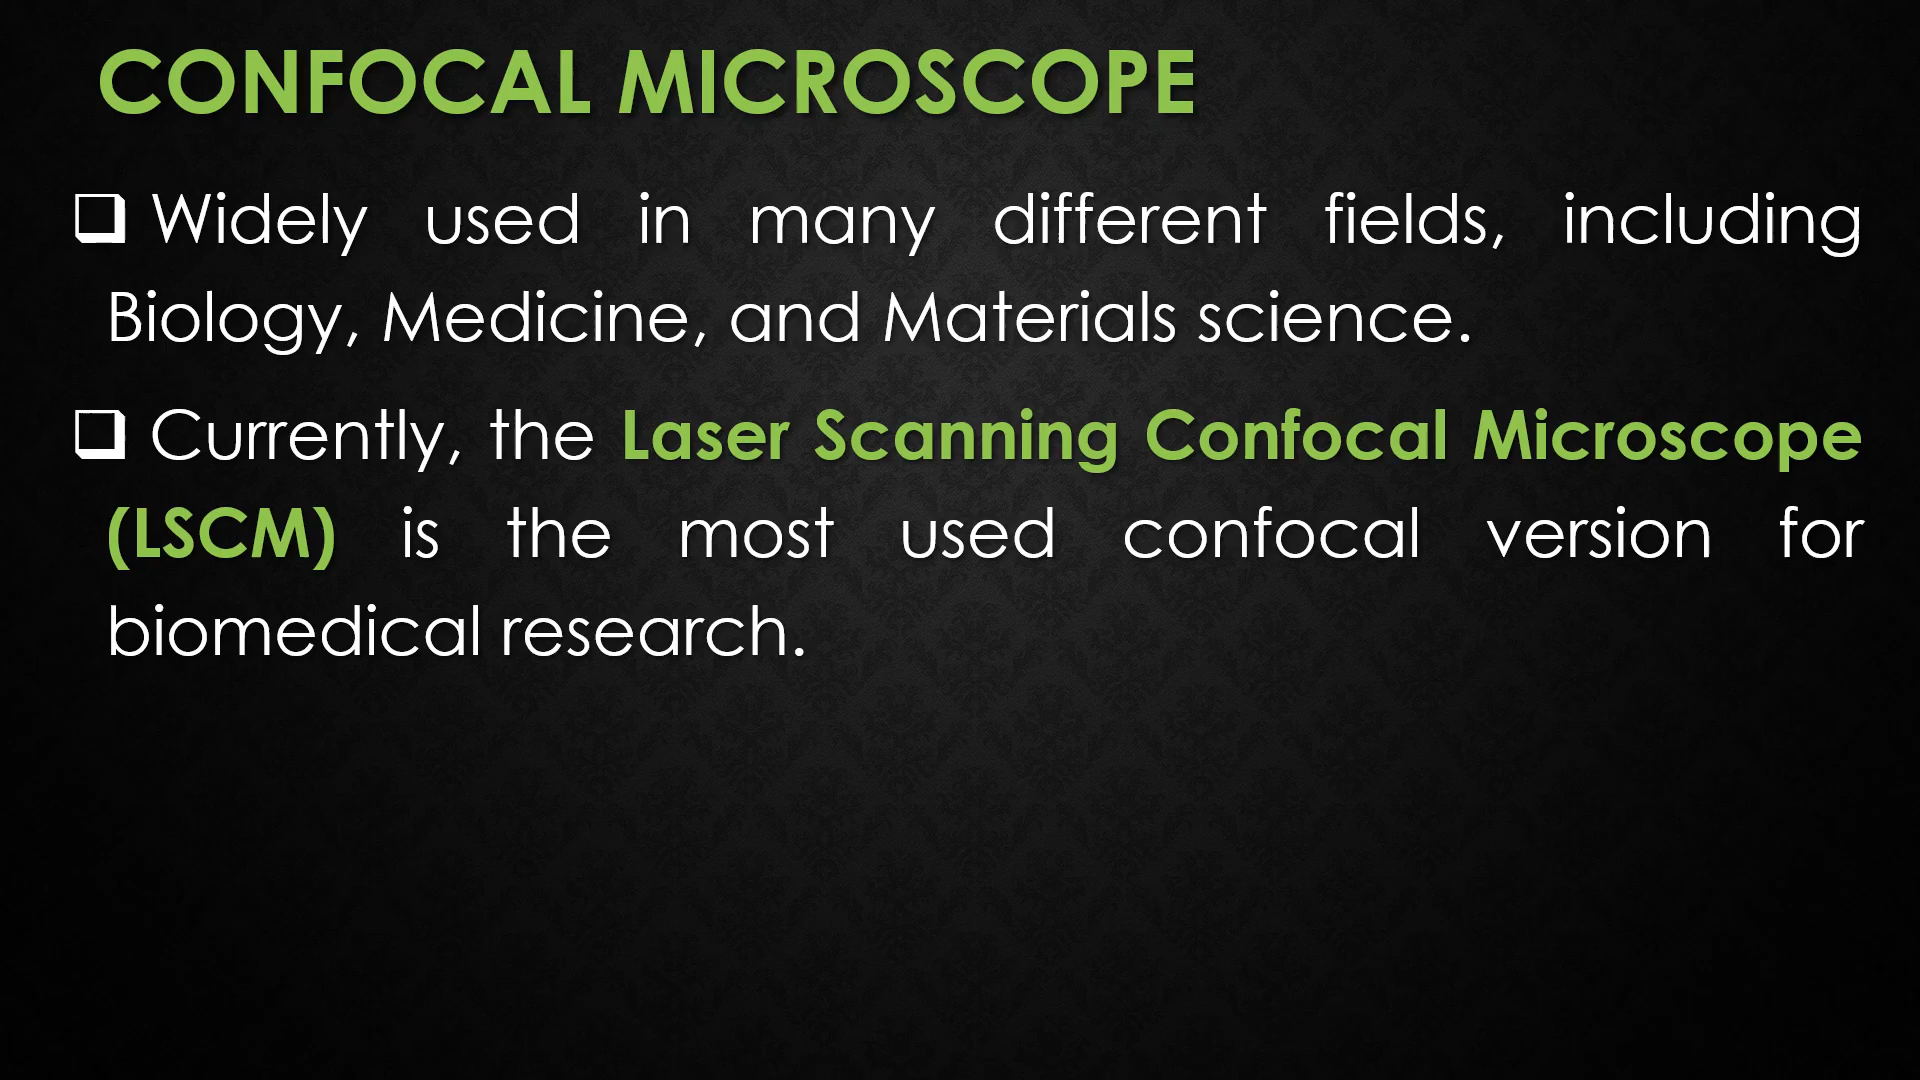 CONFOCAL MICROSCOPE
❑ Widely used in many different fields, including
Biology, Medicine, and Materials science.
❑ Currently, the Laser Scanning Confocal Microscope
(LSCM) is the most used confocal version for
biomedical research.